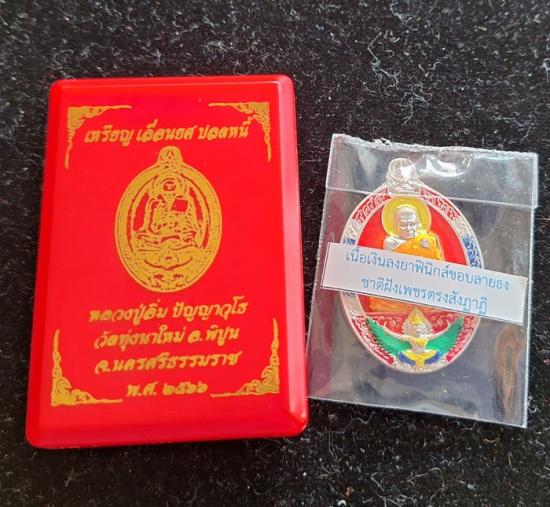 เหรียญ เลื่อนยศ ปลดหนี้
หลวงปู่อิ่ม ปัญญาวุโธ
วัดทุ่งนาใหม่ อ.พิปูน
จ.นครศรีธรรมราช
พ.ศ. ๒๕๖๖
เนื้อเงินลงยาฟินิกส์ขอบลายธง
ชาติฝังเพชรตรงสังฎาฏิ